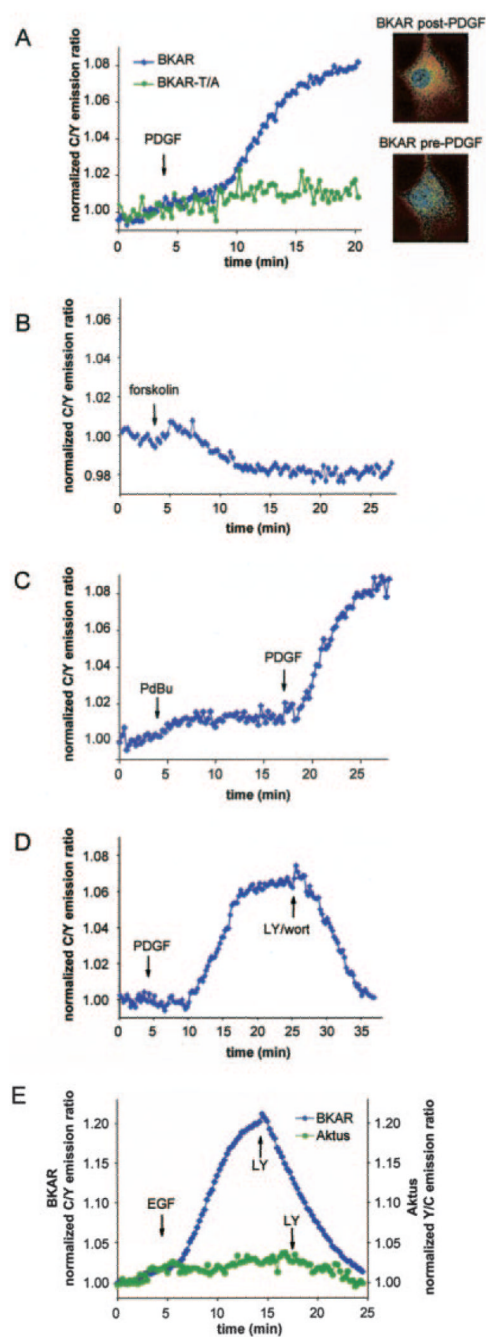 A
BKAR post-PDGF
BKAR pre-PDGF
normalized C/Y emission ratio
1.08
1.06
1.04
1.02
1.00
BKAR
BKAR-T/A
PDGF
0
5
10
15
20
time (min)
B
normalized C/Y emission ratio
1.06
1.04
1.02
1.00
0.98
forskolin
0
5
10
15
20
25
time (min)
C
normalized C/Y emission ratio
1.08
1.06
1.04
1.02
1.00
PdBu
PDGF
0
5
10
15
20
25
time (min)
D
normalized C/Y emission ratio
1.08
1.06
1.04
1.02
1.00
PDGF
LY/wort
0
5
10
15
20
25
30
35
time (min)
E
BKAR
normalized C/Y emission ratio
1.20
1.15
1.10
1.05
1.00
BKAR
Aktus
EGF
LY
LY
1.20
1.15
1.10
1.05
1.00
Aktus
normalized Y/C emission ratio
0
5
10
15
20
25
time (min)